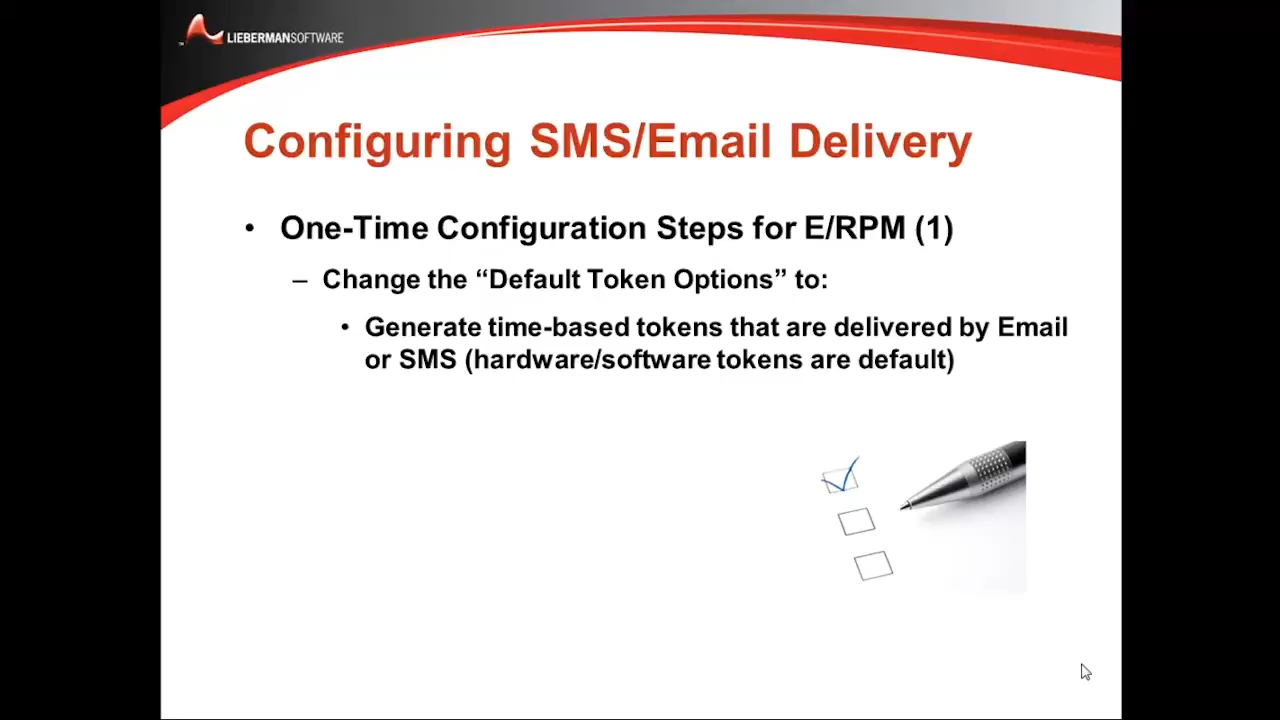 LIEBERMANSOFTWARE
Configuring SMS/Email Delivery
• One-Time Configuration Steps for E/RPM (1)
– Change the “Default Token Options” to:
• Generate time-based tokens that are delivered by Email
or SMS (hardware/software tokens are default)